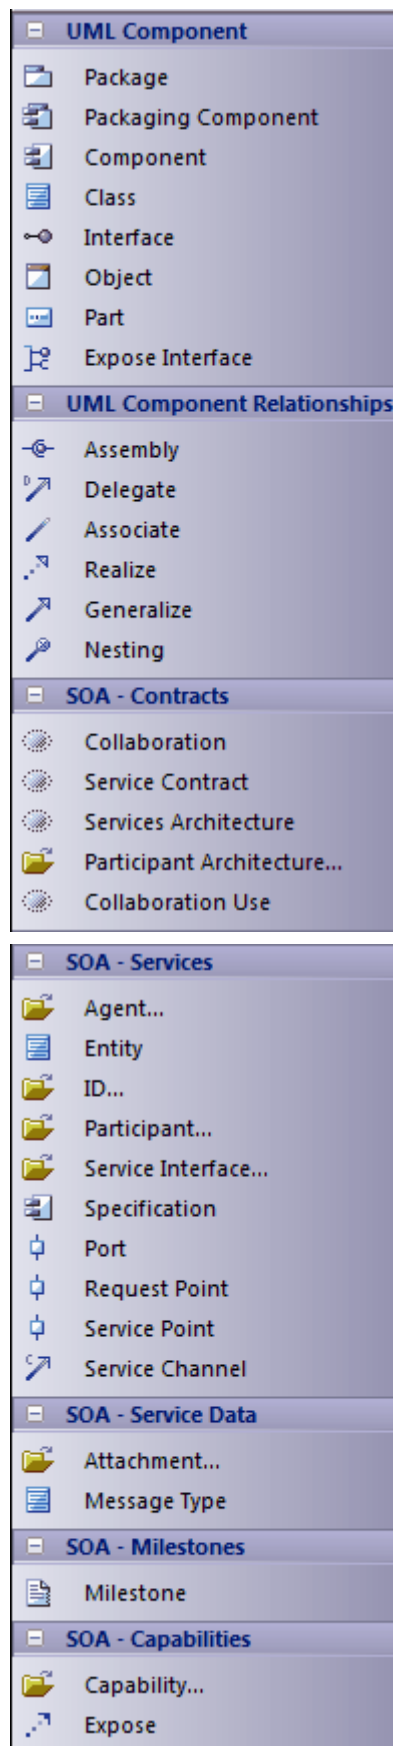 UML Component
Package
Packaging Component
Component
Class
Interface
Object
Part
Expose Interface
UML Component Relationships
Assembly
Delegate
Associate
Realize
Generalize
Nesting
SOA - Contracts
Collaboration
Service Contract
Services Architecture
Participant Architecture...
Collaboration Use
SOA - Services
Agent...
Entity
ID...
Participant...
Service Interface...
Specification
Port
Request Point
Service Point
Service Channel
SOA - Service Data
Attachment...
Message Type
SOA - Milestones
Milestone
SOA - Capabilities
Capability...
Expose